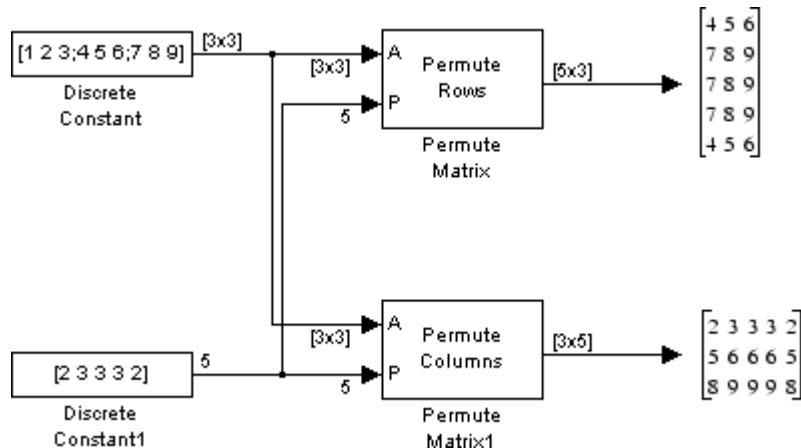 [1 2 3;4 5 6;7 8 9]
Discrete
Constant
[3x3]
[3x3]
5
A
P
Permute
Rows
Permute
Matrix
[5x3]
4 5 6
7 8 9
7 8 9
7 8 9
4 5 6
[2 3 3 3 2]
Discrete
Constant1
5
[3x3]
5
A
P
Permute
Columns
Permute
Matrix1
[3x5]
2 3 3 3 2
5 6 6 6 5
8 9 9 9 8